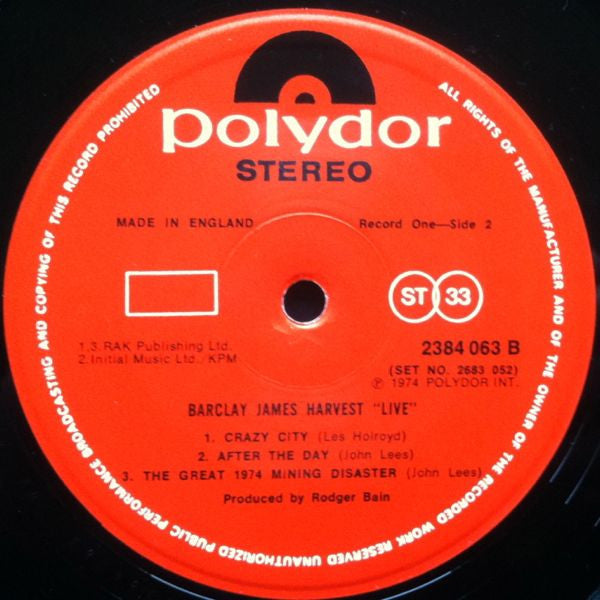 polydor
STEREO
MADE IN ENGLAND
Record One—Side 2
ST 33
1.3. RAK Publishing Ltd.
2. Initial Music Ltd./KPM
2384 063 B
(SET NO. 2683 052)
℗ 1974 POLYDOR INT.
BARCLAY JAMES HARVEST "LIVE"
1. CRAZY CITY (Les Holroyd)
2. AFTER THE DAY (John Lees)
3. THE GREAT 1974 MINING DISASTER (John Lees)
Produced by Rodger Bain
ALL RIGHTS OF THE MANUFACTURER AND OF THE OWNER OF THE RECORDED WORK RESERVED UNAUTHORIZED PUBLIC PERFORMANCE BROADCASTING AND COPYING OF THIS RECORD PROHIBITED